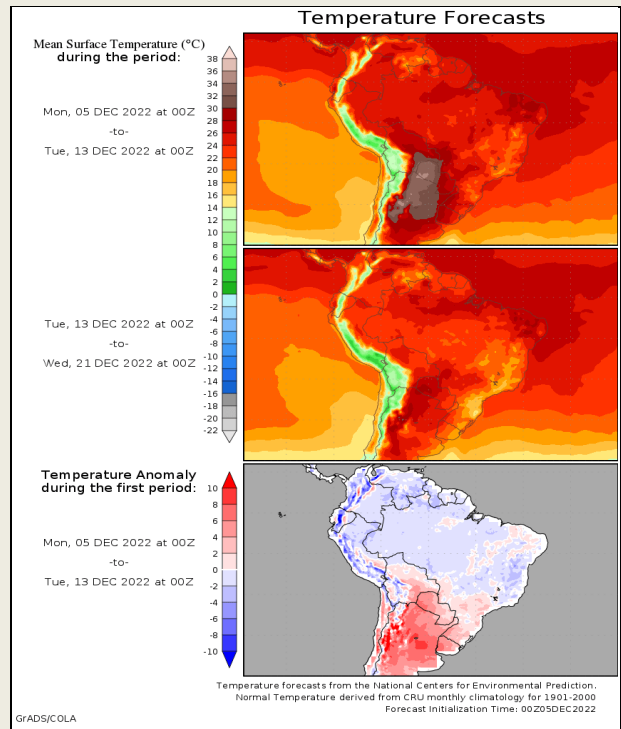 Temperature Forecasts
Mean Surface Temperature (°C)
during the period:
Mon, 05 DEC 2022 at 00Z
-to-
Tue, 13 DEC 2022 at 00Z
38
36
34
32
30
28
26
24
22
20
18
16
14
12
10
8
6
4
2
0
-2
-4
-6
-8
-10
-12
-14
-16
-18
-20
-22
Tue, 13 DEC 2022 at 00Z
-to-
Wed, 21 DEC 2022 at 00Z
Temperature Anomaly
during the first period:
Mon, 05 DEC 2022 at 00Z
-to-
Tue, 13 DEC 2022 at 00Z
10
8
6
4
2
0
-2
-4
-6
-8
-10
Temperature forecasts from the National Centers for Environmental Prediction.
Normal Temperature derived from CRU monthly climatology for 1901-2000
Forecast Initialization Time: 00Z05DEC2022
GrADS/COLA